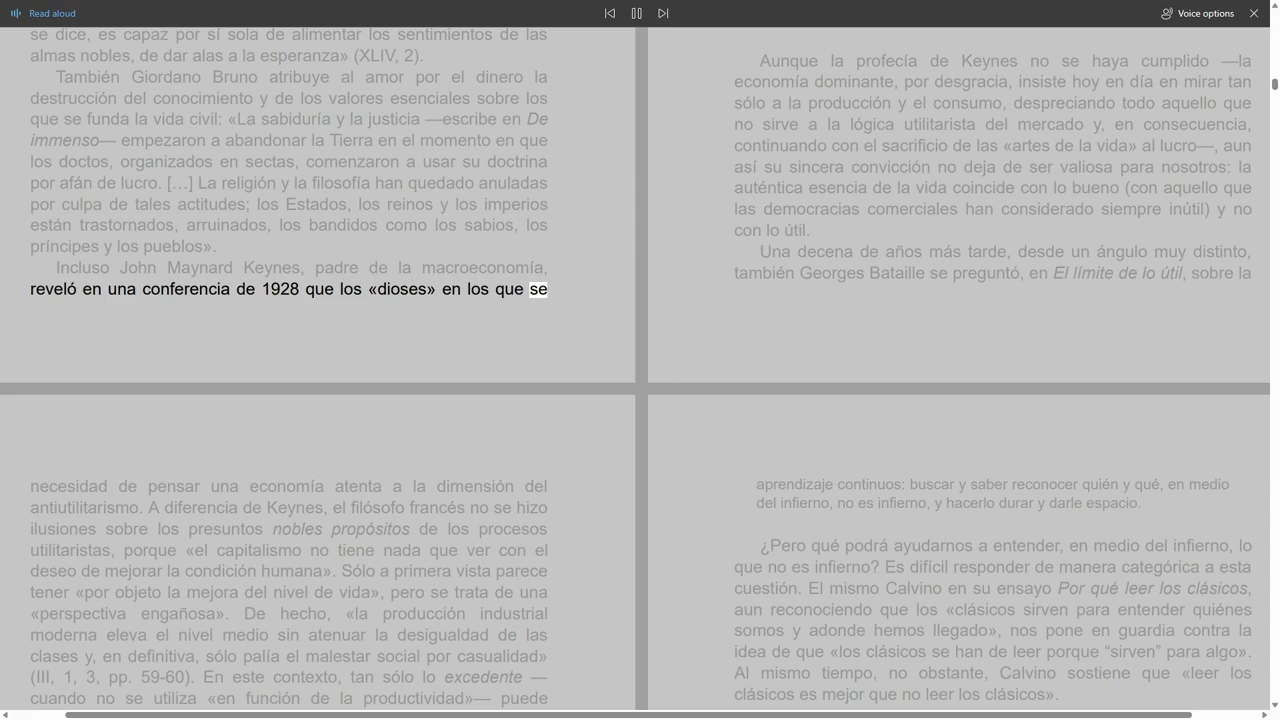 Read aloud
Voice options
se dice, es capaz por sí sola de alimentar los sentimientos de las
almas nobles, de dar alas a la esperanza» (XLIV, 2).
También Giordano Bruno atribuye al amor por el dinero la
destrucción del conocimiento y de los valores esenciales sobre los
que se funda la vida civil: «La sabiduría y la justicia —escribe en De
immenso— empezaron a abandonar la Tierra en el momento en que
los doctos, organizados en sectas, comenzaron a usar su doctrina
por afán de lucro. […] La religión y la filosofía han quedado anuladas
por culpa de tales actitudes; los Estados, los reinos y los imperios
están trastornados, arruinados, los bandidos como los sabios, los
príncipes y los pueblos».
Incluso John Maynard Keynes, padre de la macroeconomía,
reveló en una conferencia de 1928 que los «dioses» en los que se
Aunque la profecía de Keynes no se haya cumplido —la
economía dominante, por desgracia, insiste hoy en día en mirar tan
sólo a la producción y el consumo, despreciando todo aquello que
no sirve a la lógica utilitarista del mercado y, en consecuencia,
continuando con el sacrificio de las «artes de la vida» al lucro—, aun
así su sincera convicción no deja de ser valiosa para nosotros: la
auténtica esencia de la vida coincide con lo bueno (con aquello que
las democracias comerciales han considerado siempre inútil) y no
con lo útil.
Una decena de años más tarde, desde un ángulo muy distinto,
también Georges Bataille se preguntó, en El límite de lo útil, sobre la
necesidad de pensar una economía atenta a la dimensión del
antiutilitarismo. A diferencia de Keynes, el filósofo francés no se hizo
ilusiones sobre los presuntos nobles propósitos de los procesos
utilitaristas, porque «el capitalismo no tiene nada que ver con el
deseo de mejorar la condición humana». Sólo a primera vista parece
tener «por objeto la mejora del nivel de vida», pero se trata de una
«perspectiva engañosa». De hecho, «la producción industrial
moderna eleva el nivel medio sin atenuar la desigualdad de las
clases y, en definitiva, sólo palía el malestar social por casualidad»
(III, 1, 3, pp. 59-60). En este contexto, tan sólo lo excedente —
cuando no se utiliza «en función de la productividad»— puede
aprendizaje continuos: buscar y saber reconocer quién y qué, en medio
del infierno, no es infierno, y hacerlo durar y darle espacio.
¿Pero qué podrá ayudarnos a entender, en medio del infierno, lo
que no es infierno? Es difícil responder de manera categórica a esta
cuestión. El mismo Calvino en su ensayo Por qué leer los clásicos,
aun reconociendo que los «clásicos sirven para entender quiénes
somos y adonde hemos llegado», nos pone en guardia contra la
idea de que «los clásicos se han de leer porque “sirven” para algo».
Al mismo tiempo, no obstante, Calvino sostiene que «leer los
clásicos es mejor que no leer los clásicos».